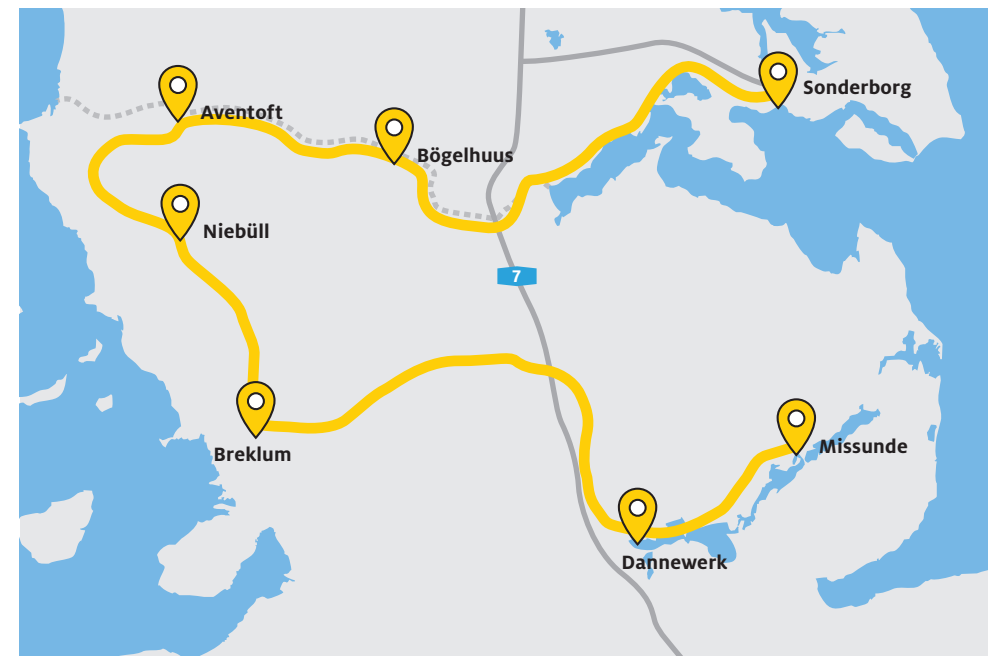 Sonderborg
Aventoft
Bögelhuus
Niebüll
7
Breklum
Missunde
Dannewerk